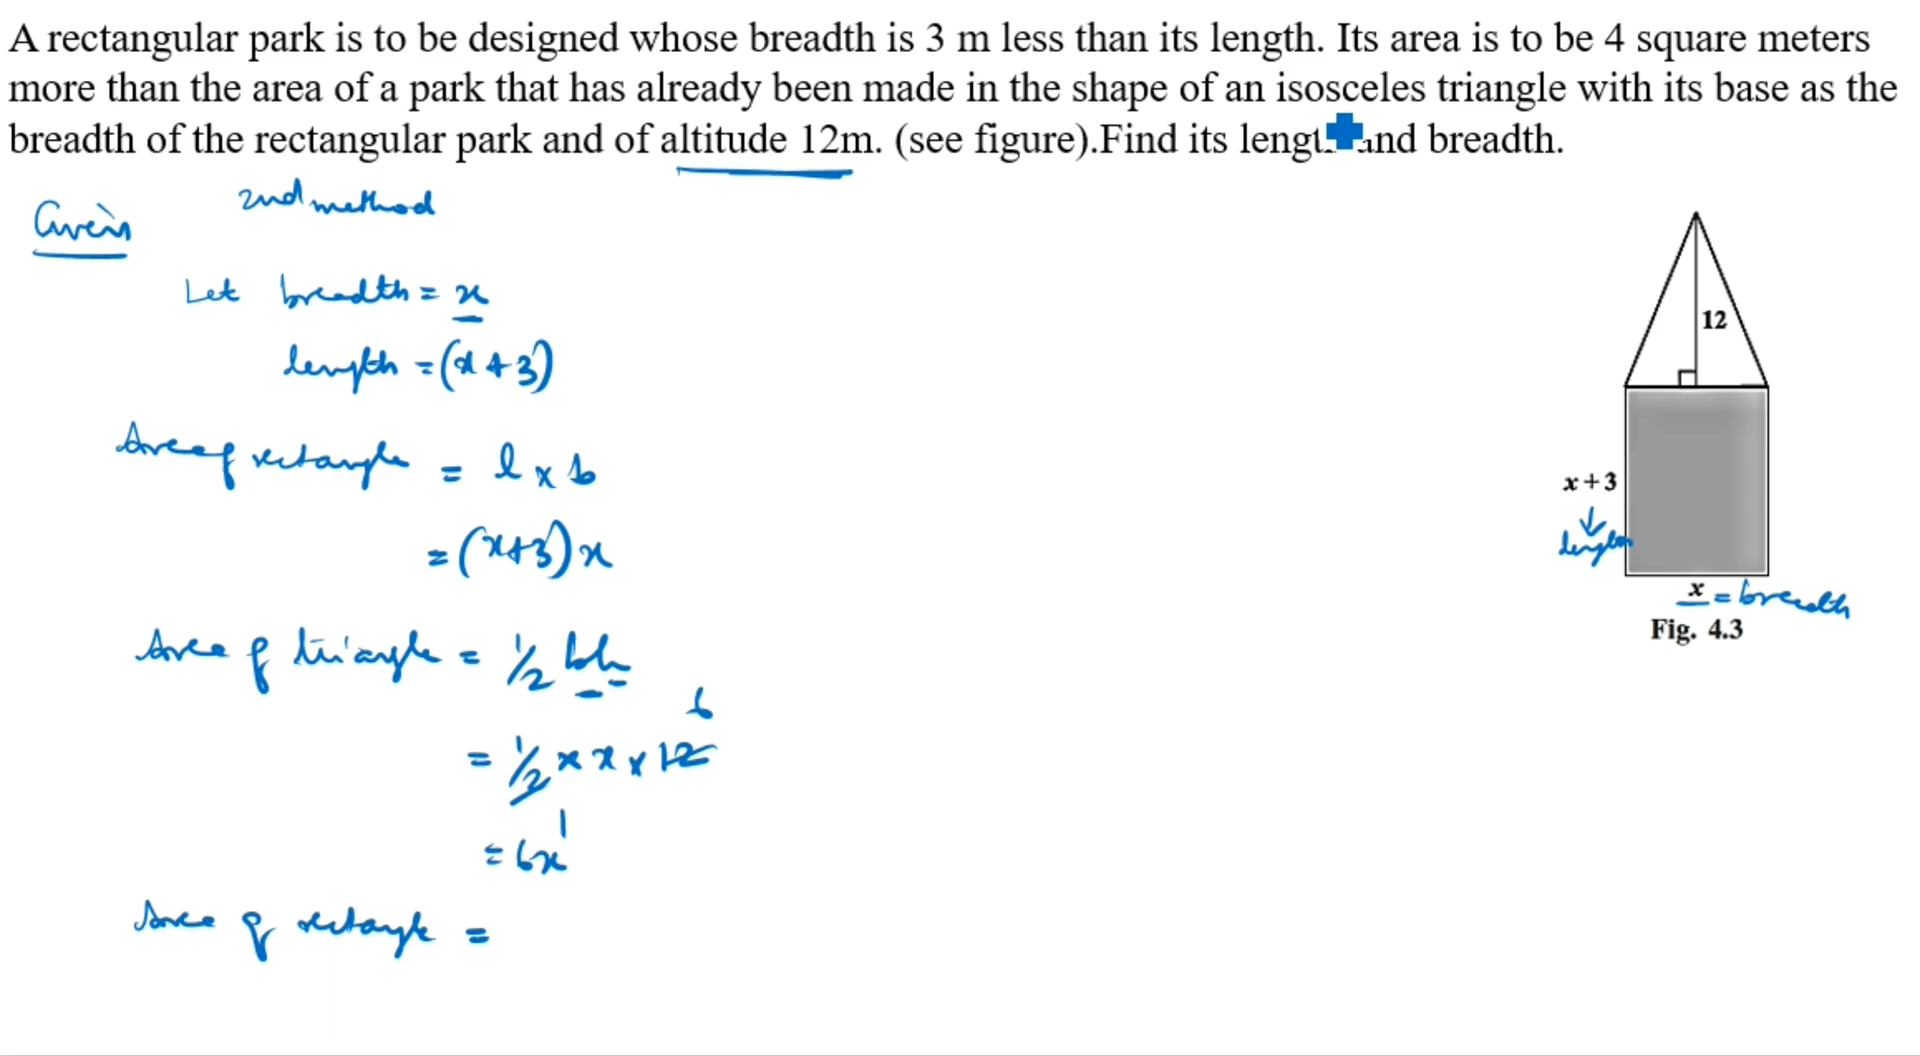 A rectangular park is to be designed whose breadth is 3 m less than its length. Its area is to be 4 square meters
more than the area of a park that has already been made in the shape of an isosceles triangle with its base as the
breadth of the rectangular park and of altitude 12m. (see figure).Find its length and breadth.
2nd method
Given
Let breadth = x
length = (x+3)
Area of rectangle = l x b
= (x+3) x
Area of triangle = 1/2 bh
6
= 1/2 x x x 12
1
= 6x
Area of rectangle =
12
x+3
↓
length
x = breadth
Fig. 4.3